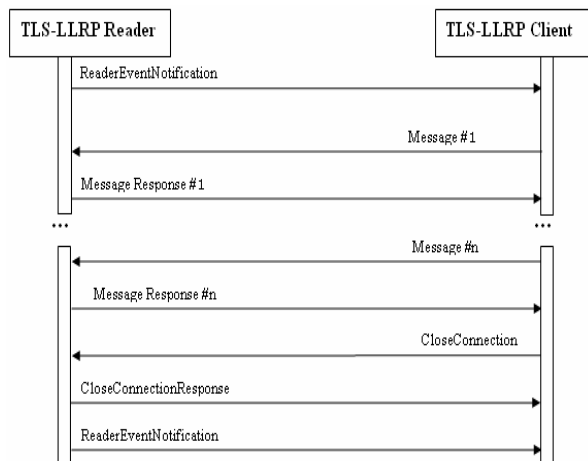 TLS-LLRP Reader
TLS-LLRP Client
ReaderEventNotification
Message #1
Message Response #1
...
...
Message #n
Message Response #n
CloseConnection
CloseConnectionResponse
ReaderEventNotification